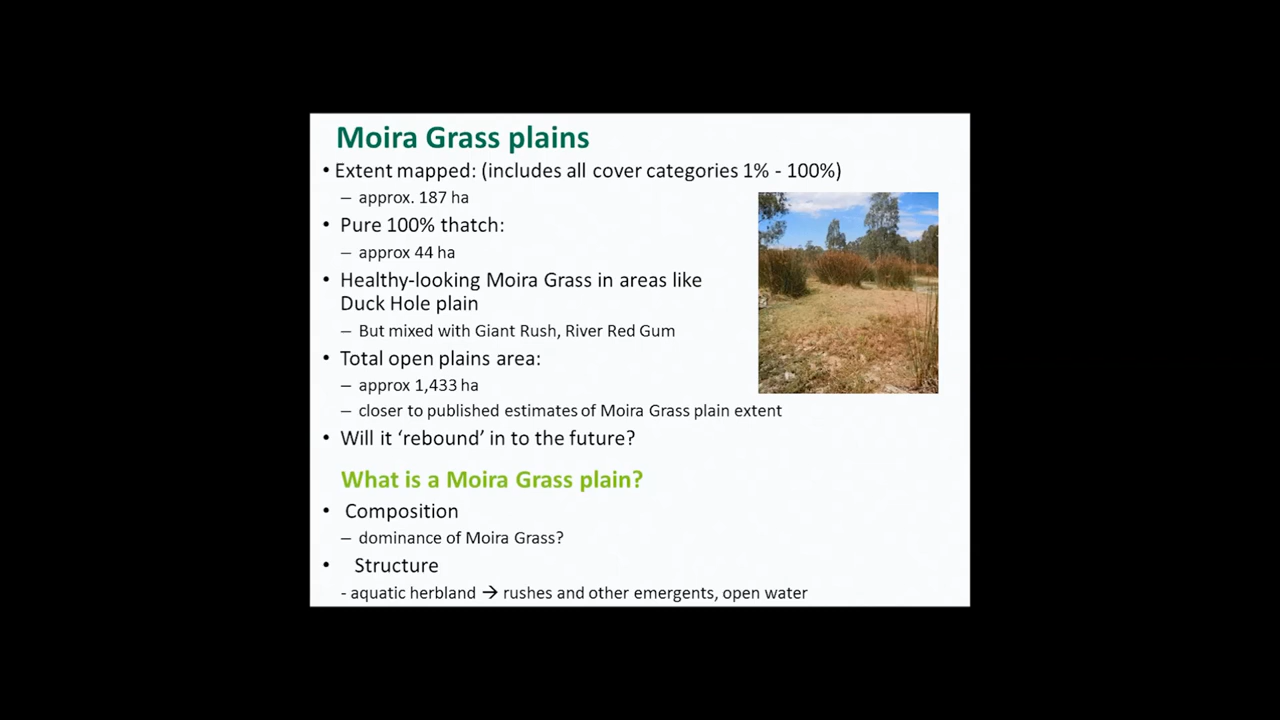 Moira Grass plains
• Extent mapped: (includes all cover categories 1% - 100%)
– approx. 187 ha
• Pure 100% thatch:
– approx 44 ha
• Healthy-looking Moira Grass in areas like
Duck Hole plain
– But mixed with Giant Rush, River Red Gum
• Total open plains area:
– approx 1,433 ha
– closer to published estimates of Moira Grass plain extent
• Will it ‘rebound’ in to the future?
What is a Moira Grass plain?
• Composition
– dominance of Moira Grass?
• Structure
- aquatic herbland → rushes and other emergents, open water